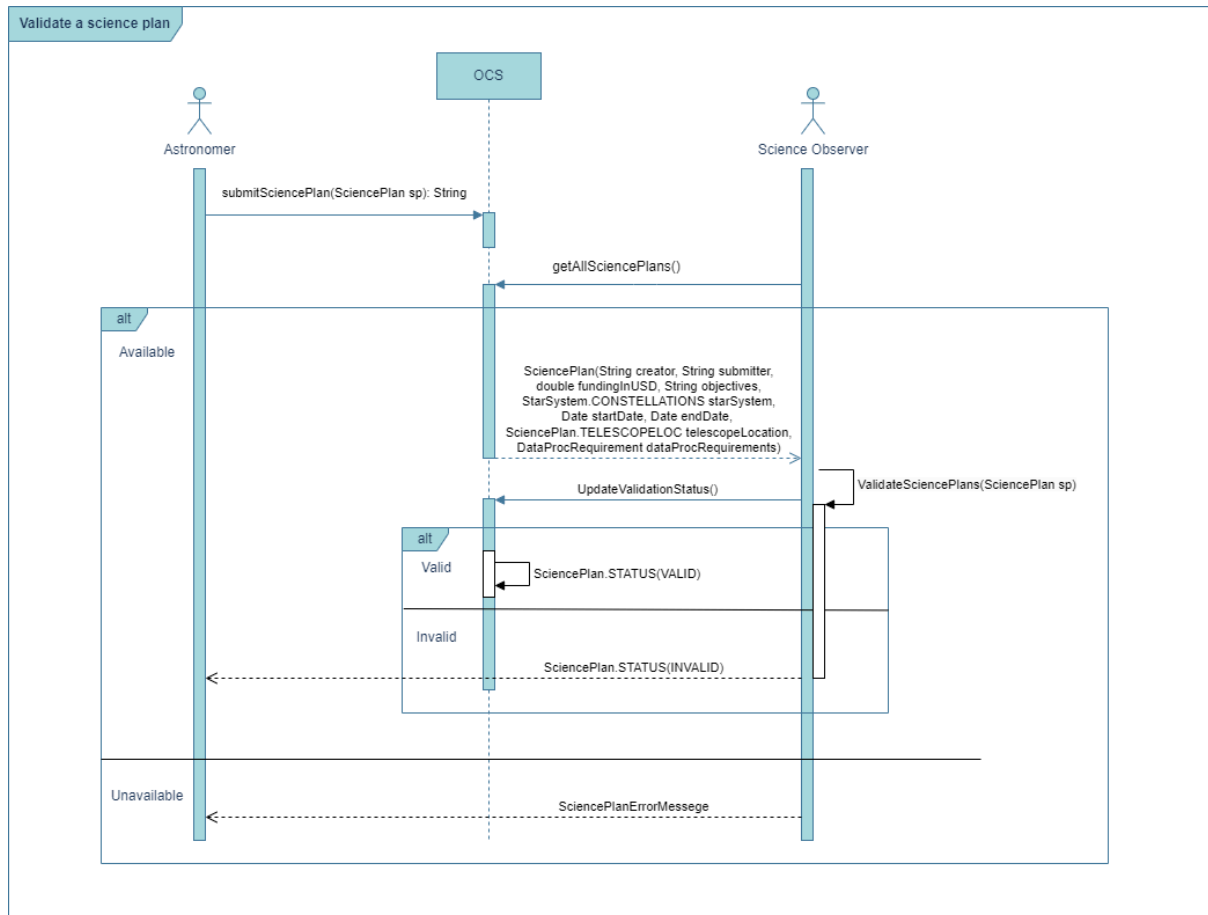 Validate a science plan
OCS
Astronomer
Science Observer
submitSciencePlan(SciencePlan sp): String
getAllSciencePlans()
alt
Available
SciencePlan(String creator, String submitter,
double fundingInUSD, String objectives,
StarSystem.CONSTELLATIONS starSystem,
Date startDate, Date endDate,
SciencePlan.TELESCOPELOC telescopeLocation,
DataProcRequirement dataProcRequirements)
ValidateSciencePlans(SciencePlan sp)
UpdateValidationStatus()
alt
Valid
SciencePlan.STATUS(VALID)
Invalid
SciencePlan.STATUS(INVALID)
Unavailable
SciencePlanErrorMessege